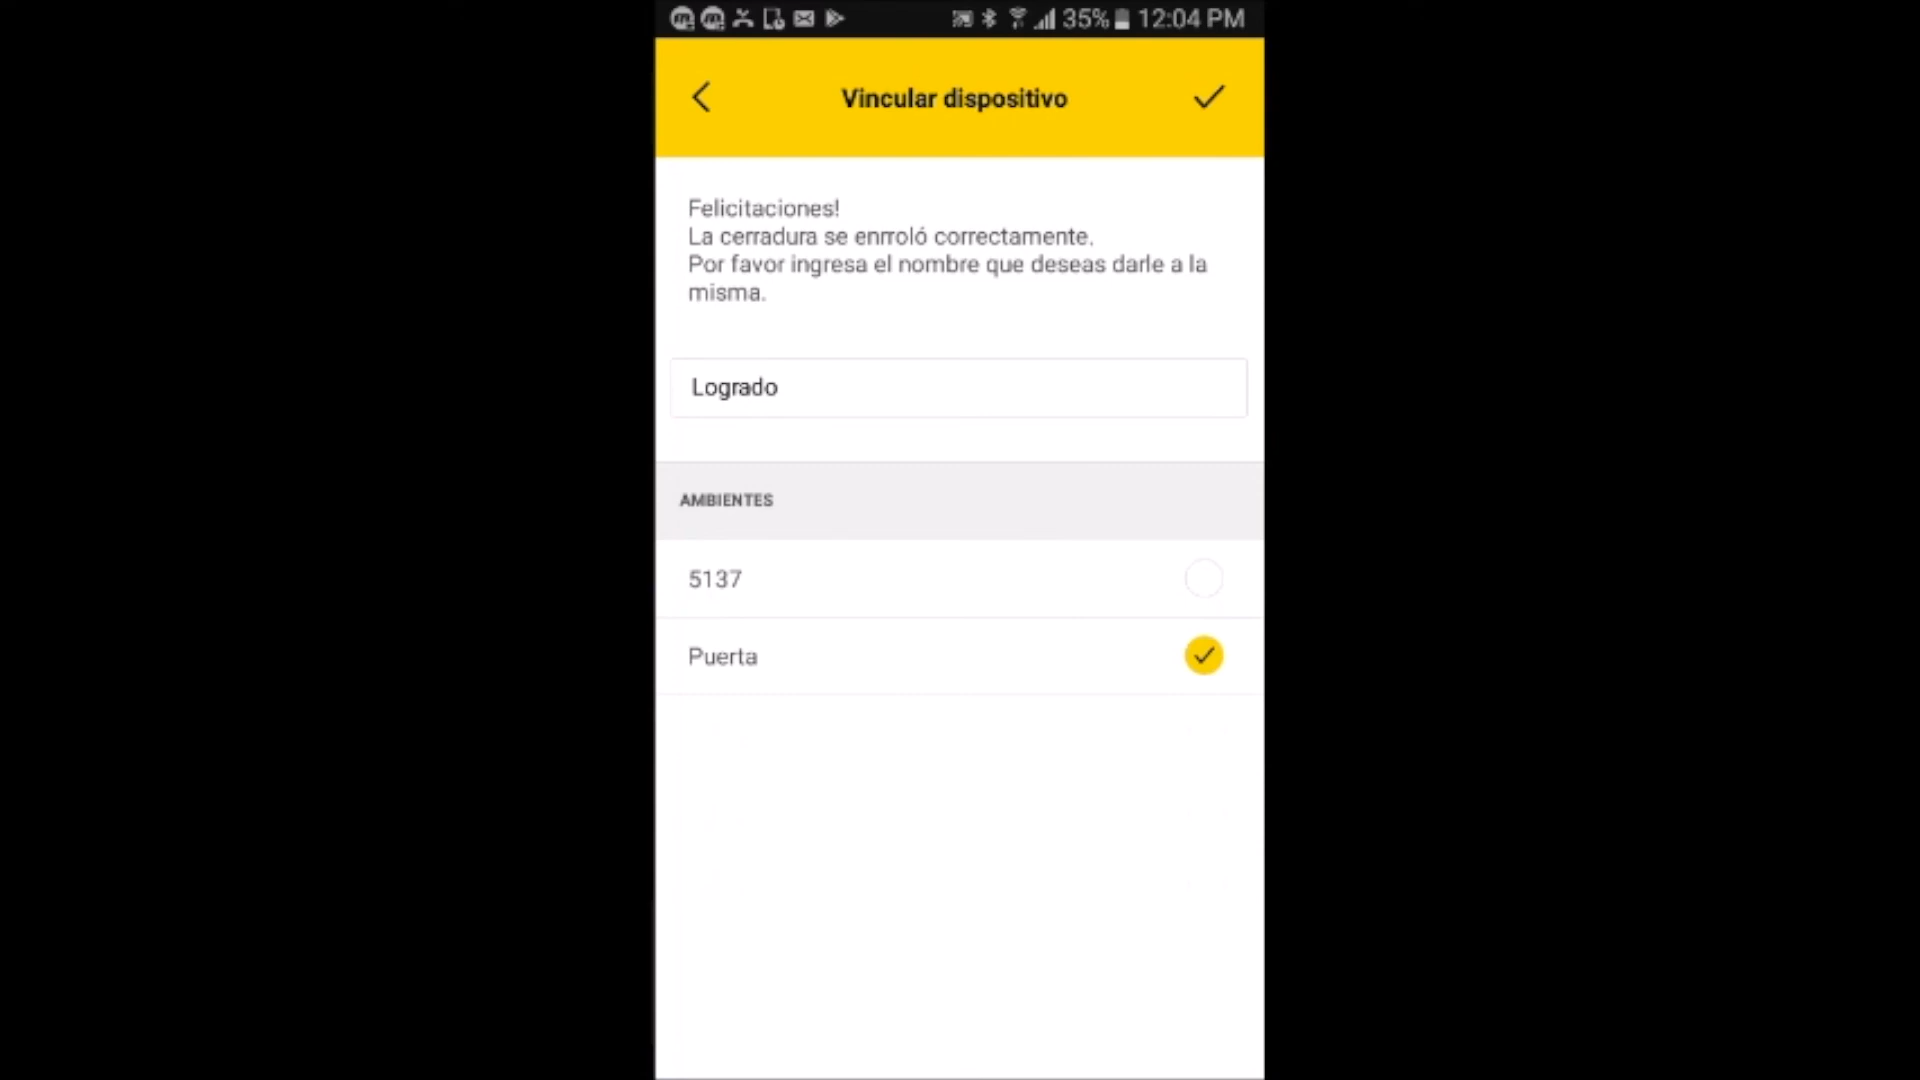 35% 12:04 PM
Vincular dispositivo
Felicitaciones!
La cerradura se enrroló correctamente.
Por favor ingresa el nombre que deseas darle a la
misma.
Logrado
AMBIENTES
5137
Puerta